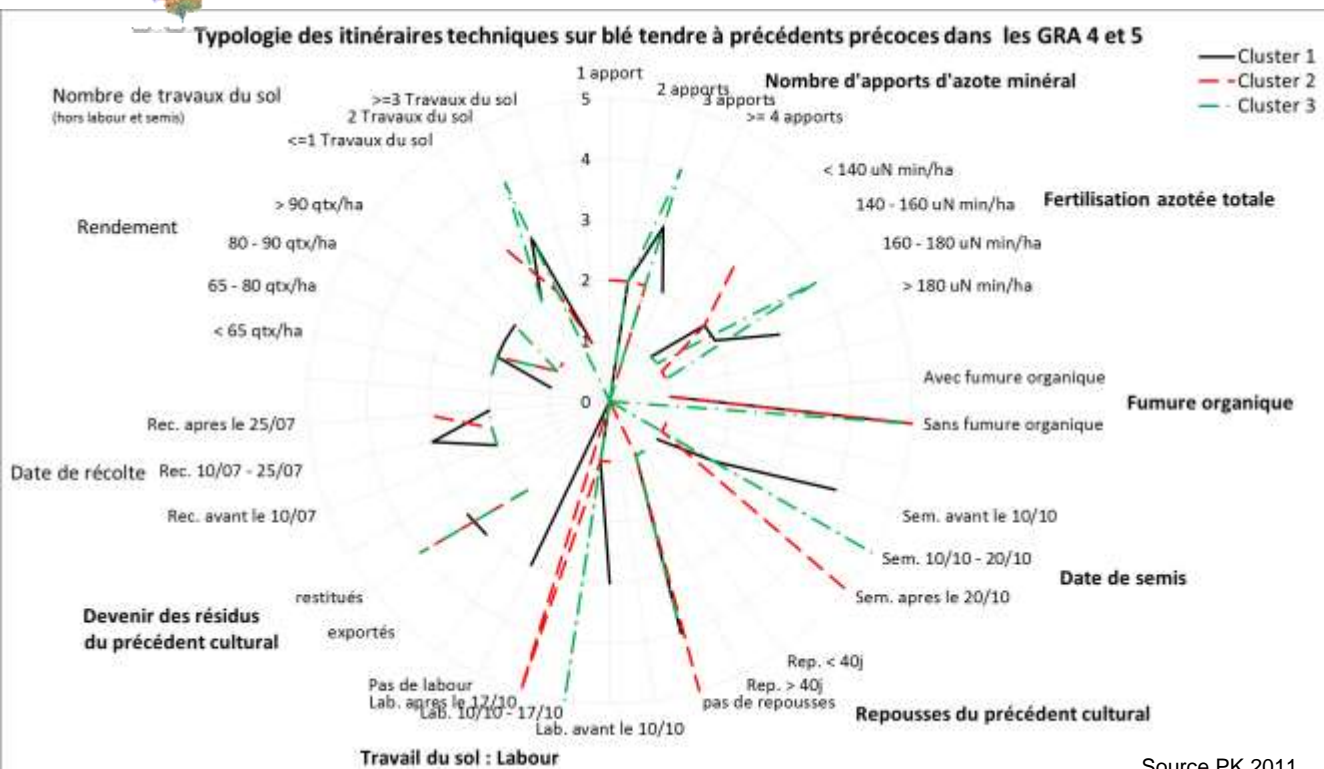 Typologie des itinéraires techniques sur blé tendre à précédents précoces dans les GRA 4 et 5
Cluster 1
Cluster 2
Cluster 3
Nombre d'apports d'azote minéral
1 apport
2 apports
3 apports
>= 4 apports
Fertilisation azotée totale
< 140 uN min/ha
140 - 160 uN min/ha
160 - 180 uN min/ha
> 180 uN min/ha
Fumure organique
Avec fumure organique
Sans fumure organique
Date de semis
Sem. avant le 10/10
Sem. 10/10 - 20/10
Sem. apres le 20/10
Repousses du précédent cultural
Rep. < 40j
Rep. > 40j
pas de repousses
Travail du sol : Labour
Lab. avant le 10/10
Lab. 10/10 - 17/10
Lab. apres le 17/10
Pas de labour
Devenir des résidus
du précédent cultural
exportés
restitués
Date de récolte
Rec. avant le 10/07
Rec. 10/07 - 25/07
Rec. apres le 25/07
Rendement
< 65 qtx/ha
65 - 80 qtx/ha
80 - 90 qtx/ha
> 90 qtx/ha
Nombre de travaux du sol
(hors labour et semis)
<=1 Travaux du sol
2 Travaux du sol
>=3 Travaux du sol
5
4
3
2
1
0
Source PK 2011